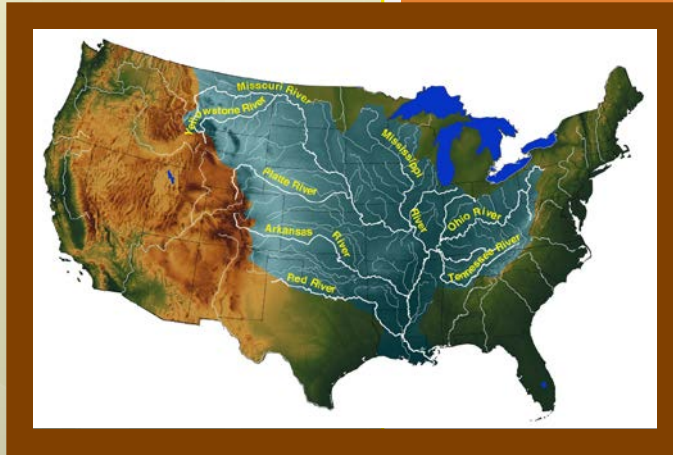 Missouri River
Yellowstone River
Mississippi
River
Platte River
Ohio River
Arkansas
River
Tennessee River
Red River